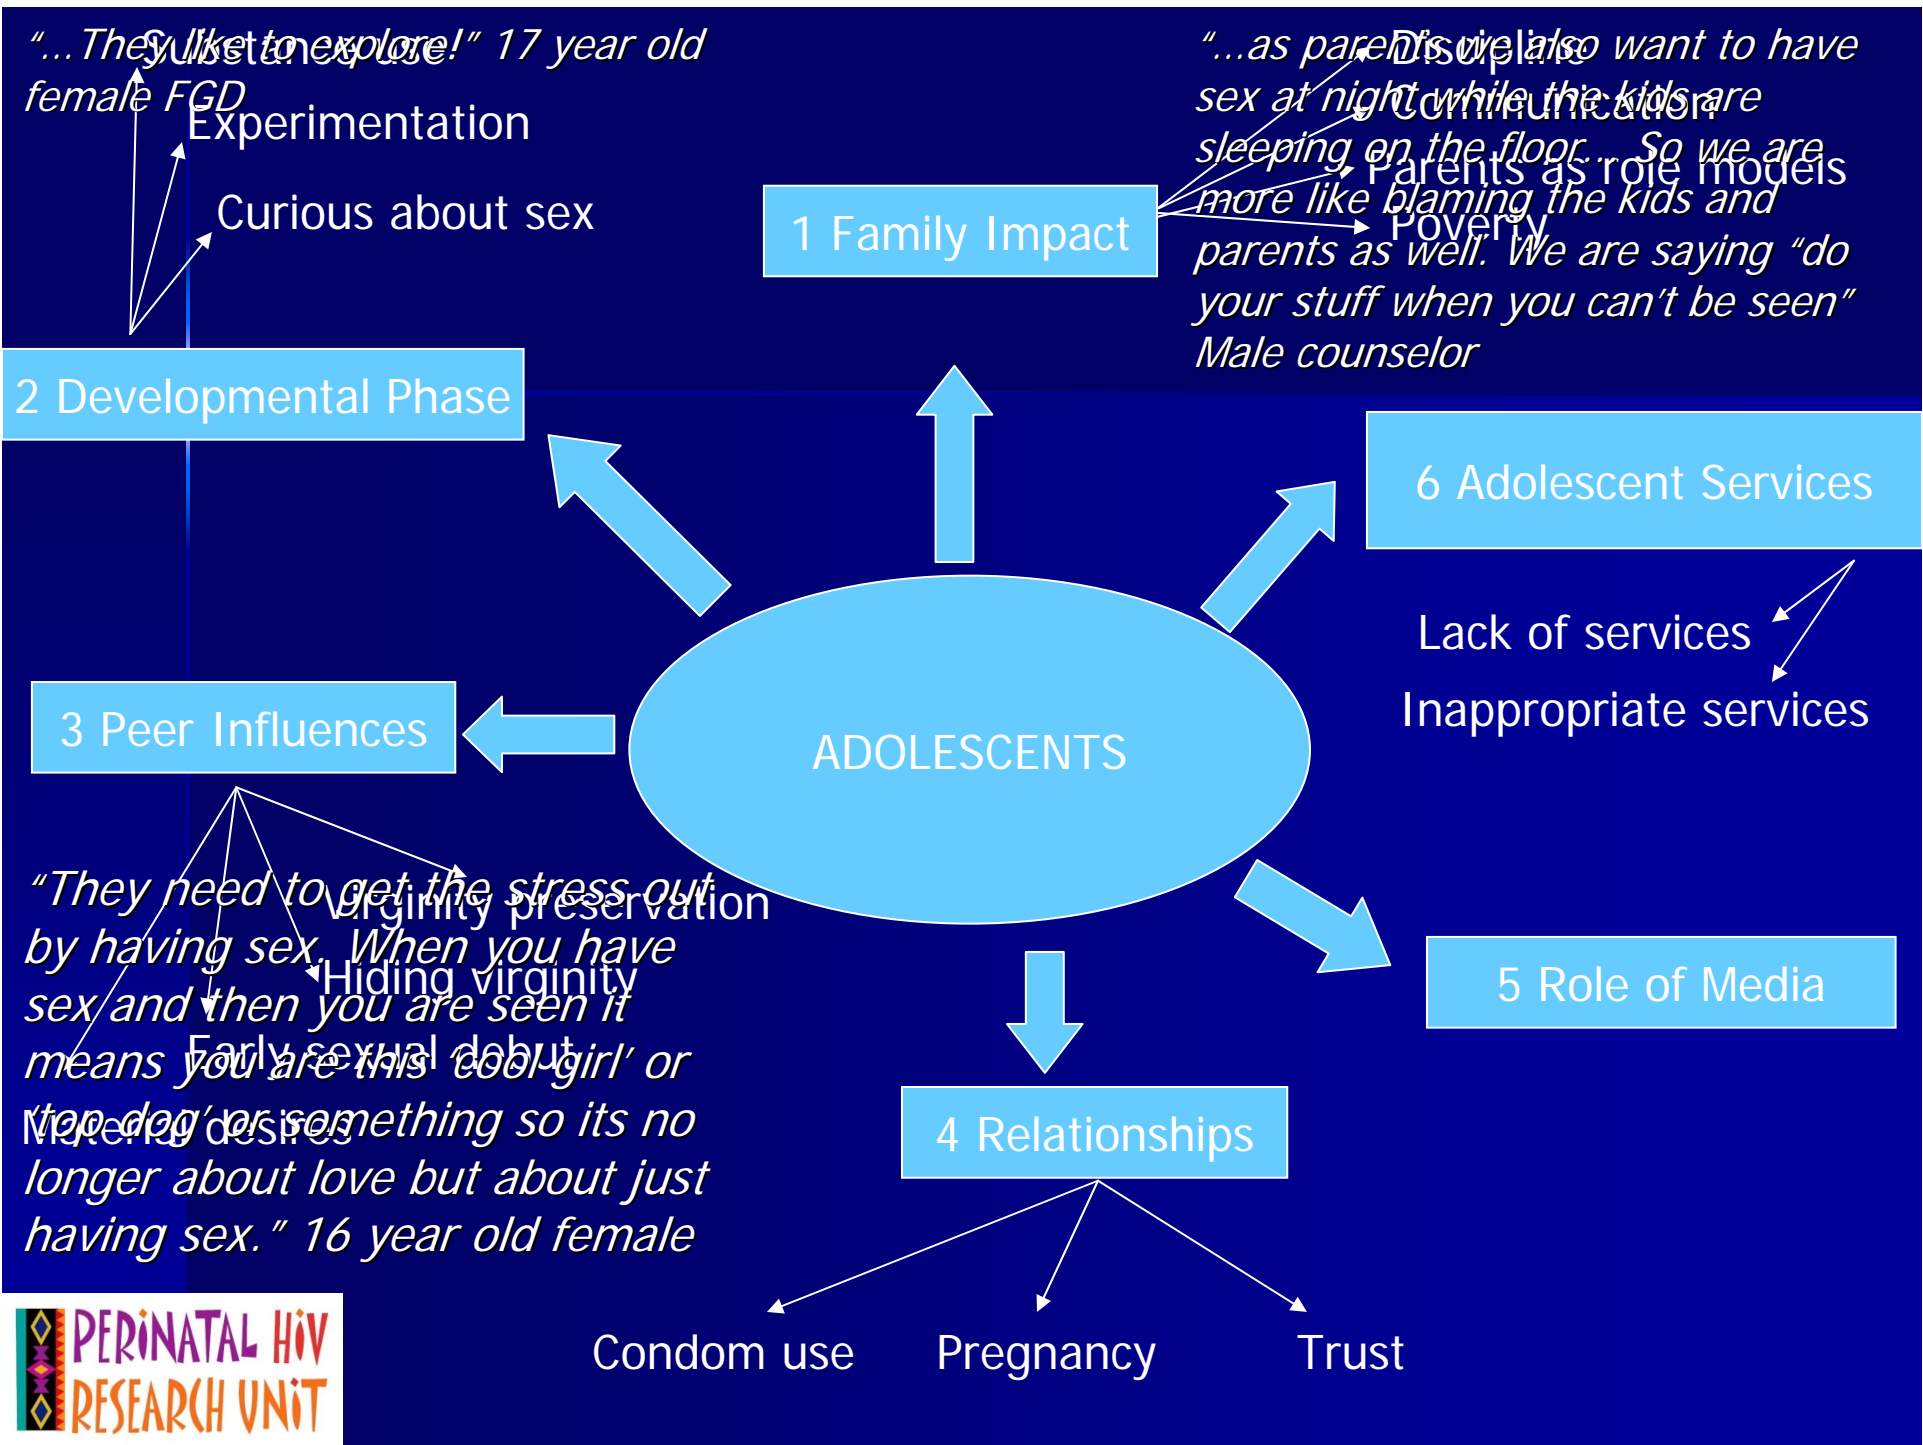 “...They like to explore!” 17 year old
female FGD
Substance use
Experimentation
Curious about sex
2 Developmental Phase
1 Family Impact
“...as parents we also want to have
sex at night while the kids are
sleeping on the floor... So we are
more like blaming the kids and
parents as well. We are saying “do
your stuff when you can’t be seen”
Male counselor
Discipline
Communication
Parents as role models
Poverty
6 Adolescent Services
Lack of services
Inappropriate services
3 Peer Influences
ADOLESCENTS
“They need to get the stress out
by having sex. When you have
sex and then you are seen it
means you are this ‘cool girl’ or
‘top dog’ or something so its no
longer about love but about just
having sex.” 16 year old female
Virginity preservation
Hiding virginity
Early sexual debut
Material desires
5 Role of Media
4 Relationships
Condom use
Pregnancy
Trust
PERINATAL HIV
RESEARCH UNIT